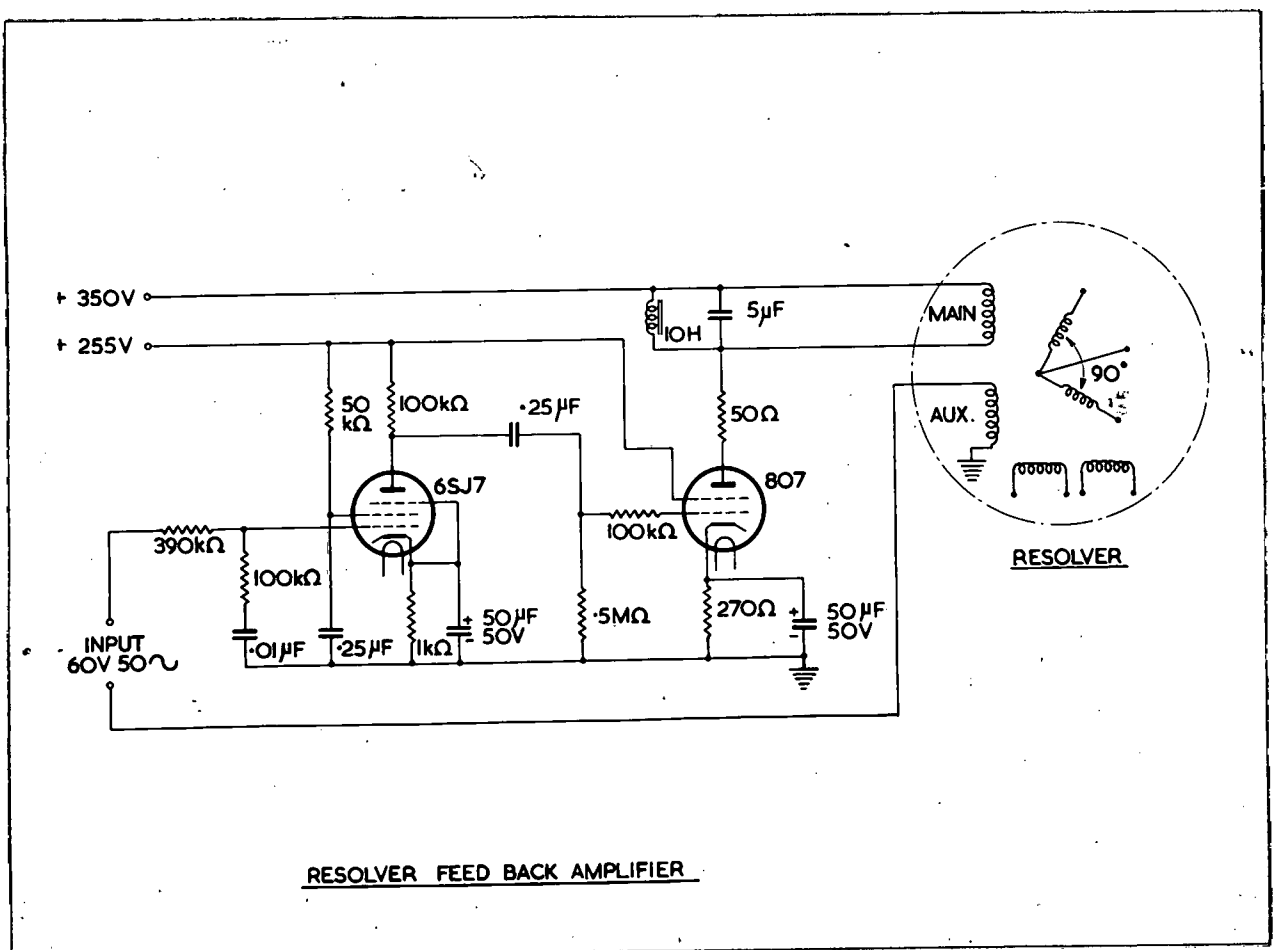 + 350V
+ 255V
10H
5µF
MAIN
90°
AUX.
50
kΩ
100kΩ
·25µF
50Ω
6SJ7
807
390kΩ
100kΩ
100kΩ
RESOLVER
INPUT
60V 50∿
·01µF
·25µF
1kΩ
+
-
50µF
50V
·5MΩ
270Ω
+
-
50µF
50V
RESOLVER FEED BACK AMPLIFIER